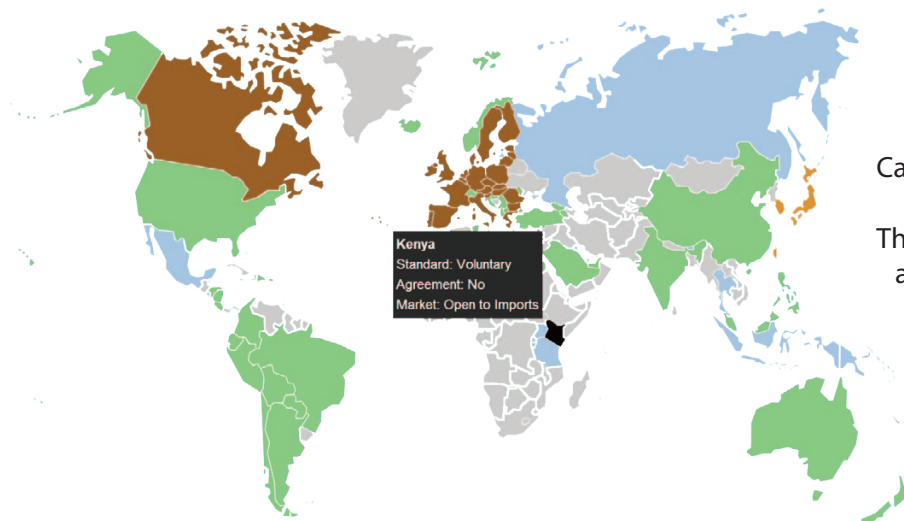 Kenya
Standard: Voluntary
Agreement: No
Market: Open to Imports
Ca
Th
a